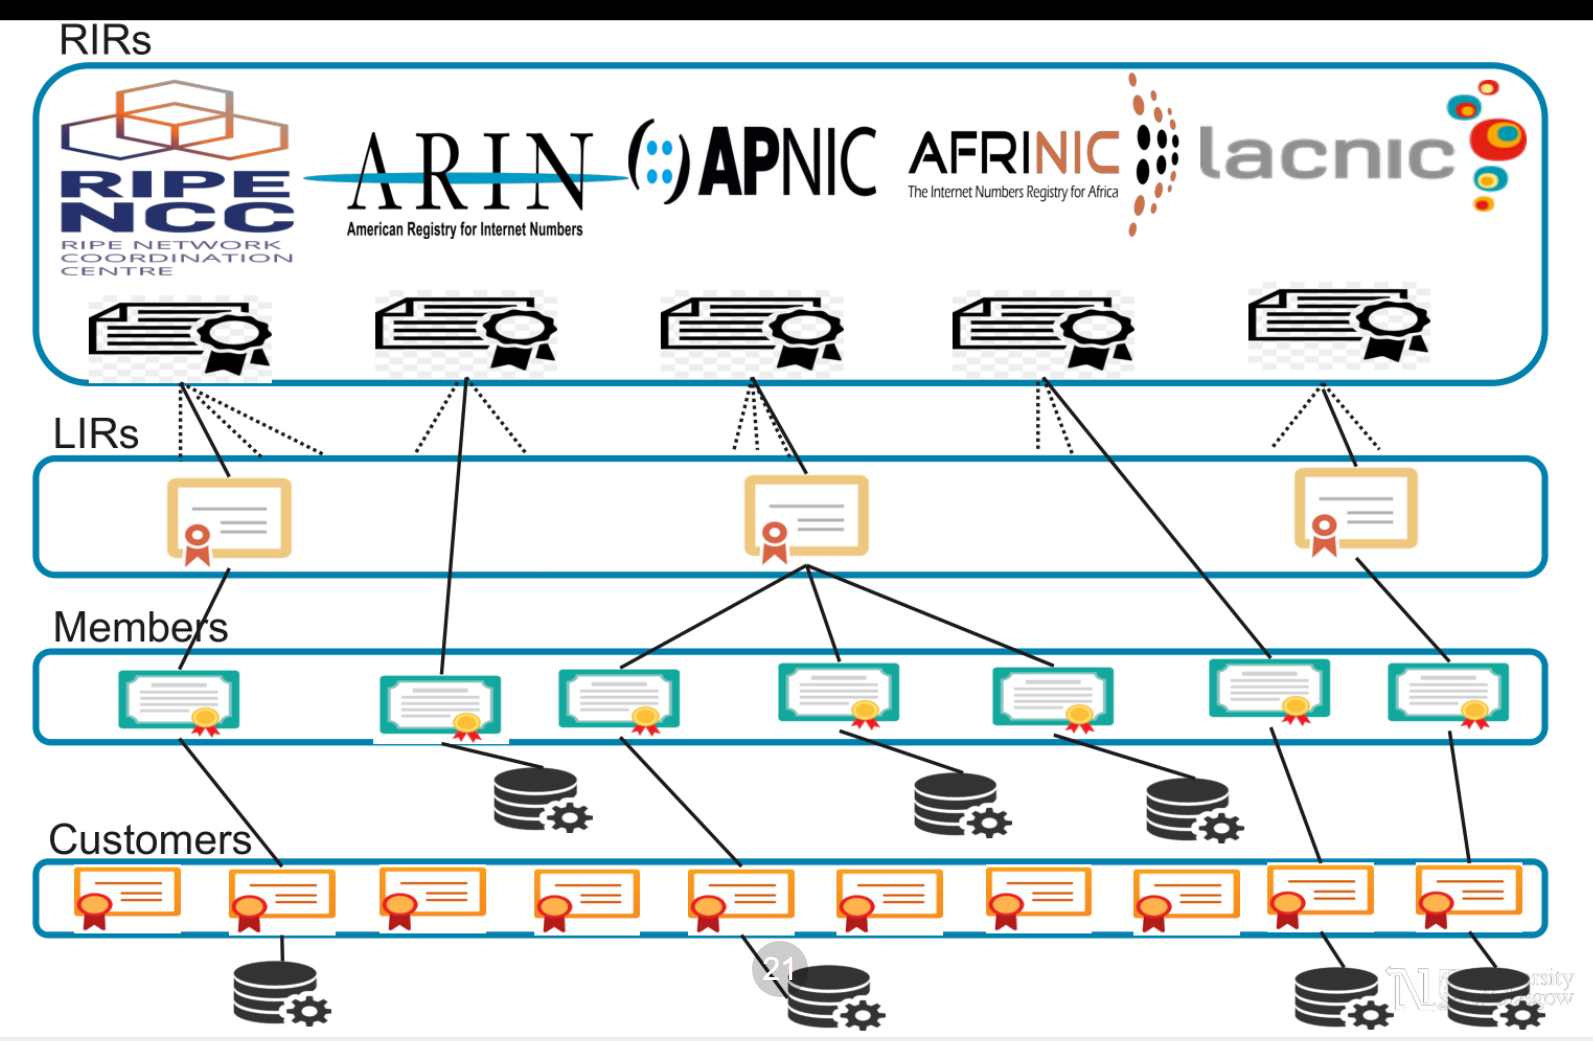 RIRs
RIPE
NCC
RIPE NETWORK
COORDINATION
CENTRE
ARIN
American Registry for Internet Numbers
(::) APNIC
AFRINIC
The Internet Numbers Registry for Africa
lacnic
LIRs
Members
Customers
21